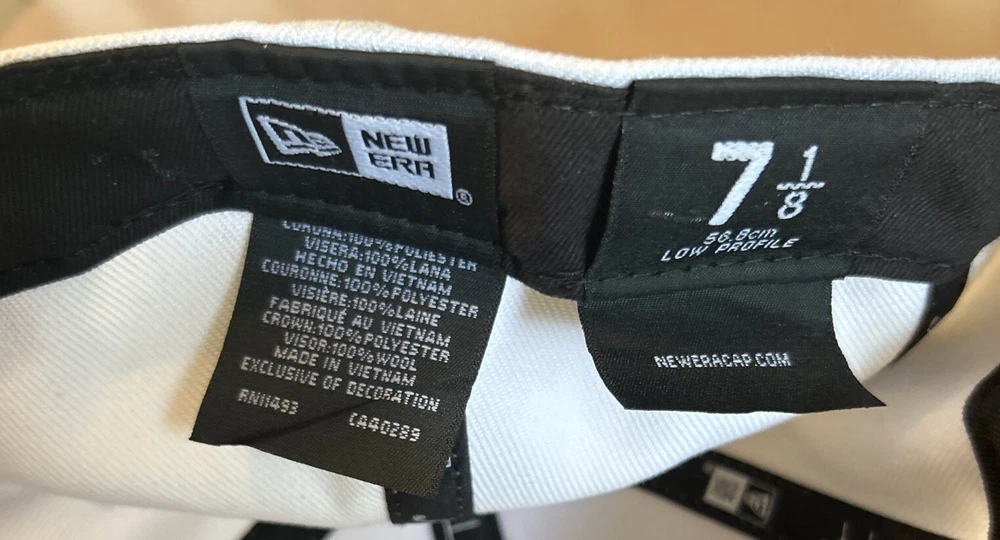 NEW
ERA
®
CORONA:100%POLIESTER
VISERA:100%LANA
HECHO EN VIETNAM
COURONNE:100%POLYESTER
VISIÈRE:100%LAINE
FABRIQUÉ AU VIETNAM
CROWN:100%POLYESTER
VISOR:100%WOOL
MADE IN VIETNAM
EXCLUSIVE OF DECORATION
RN11493 CA40289
7 1/8
56.8cm
LOW PROFILE
NEWERACAP.COM